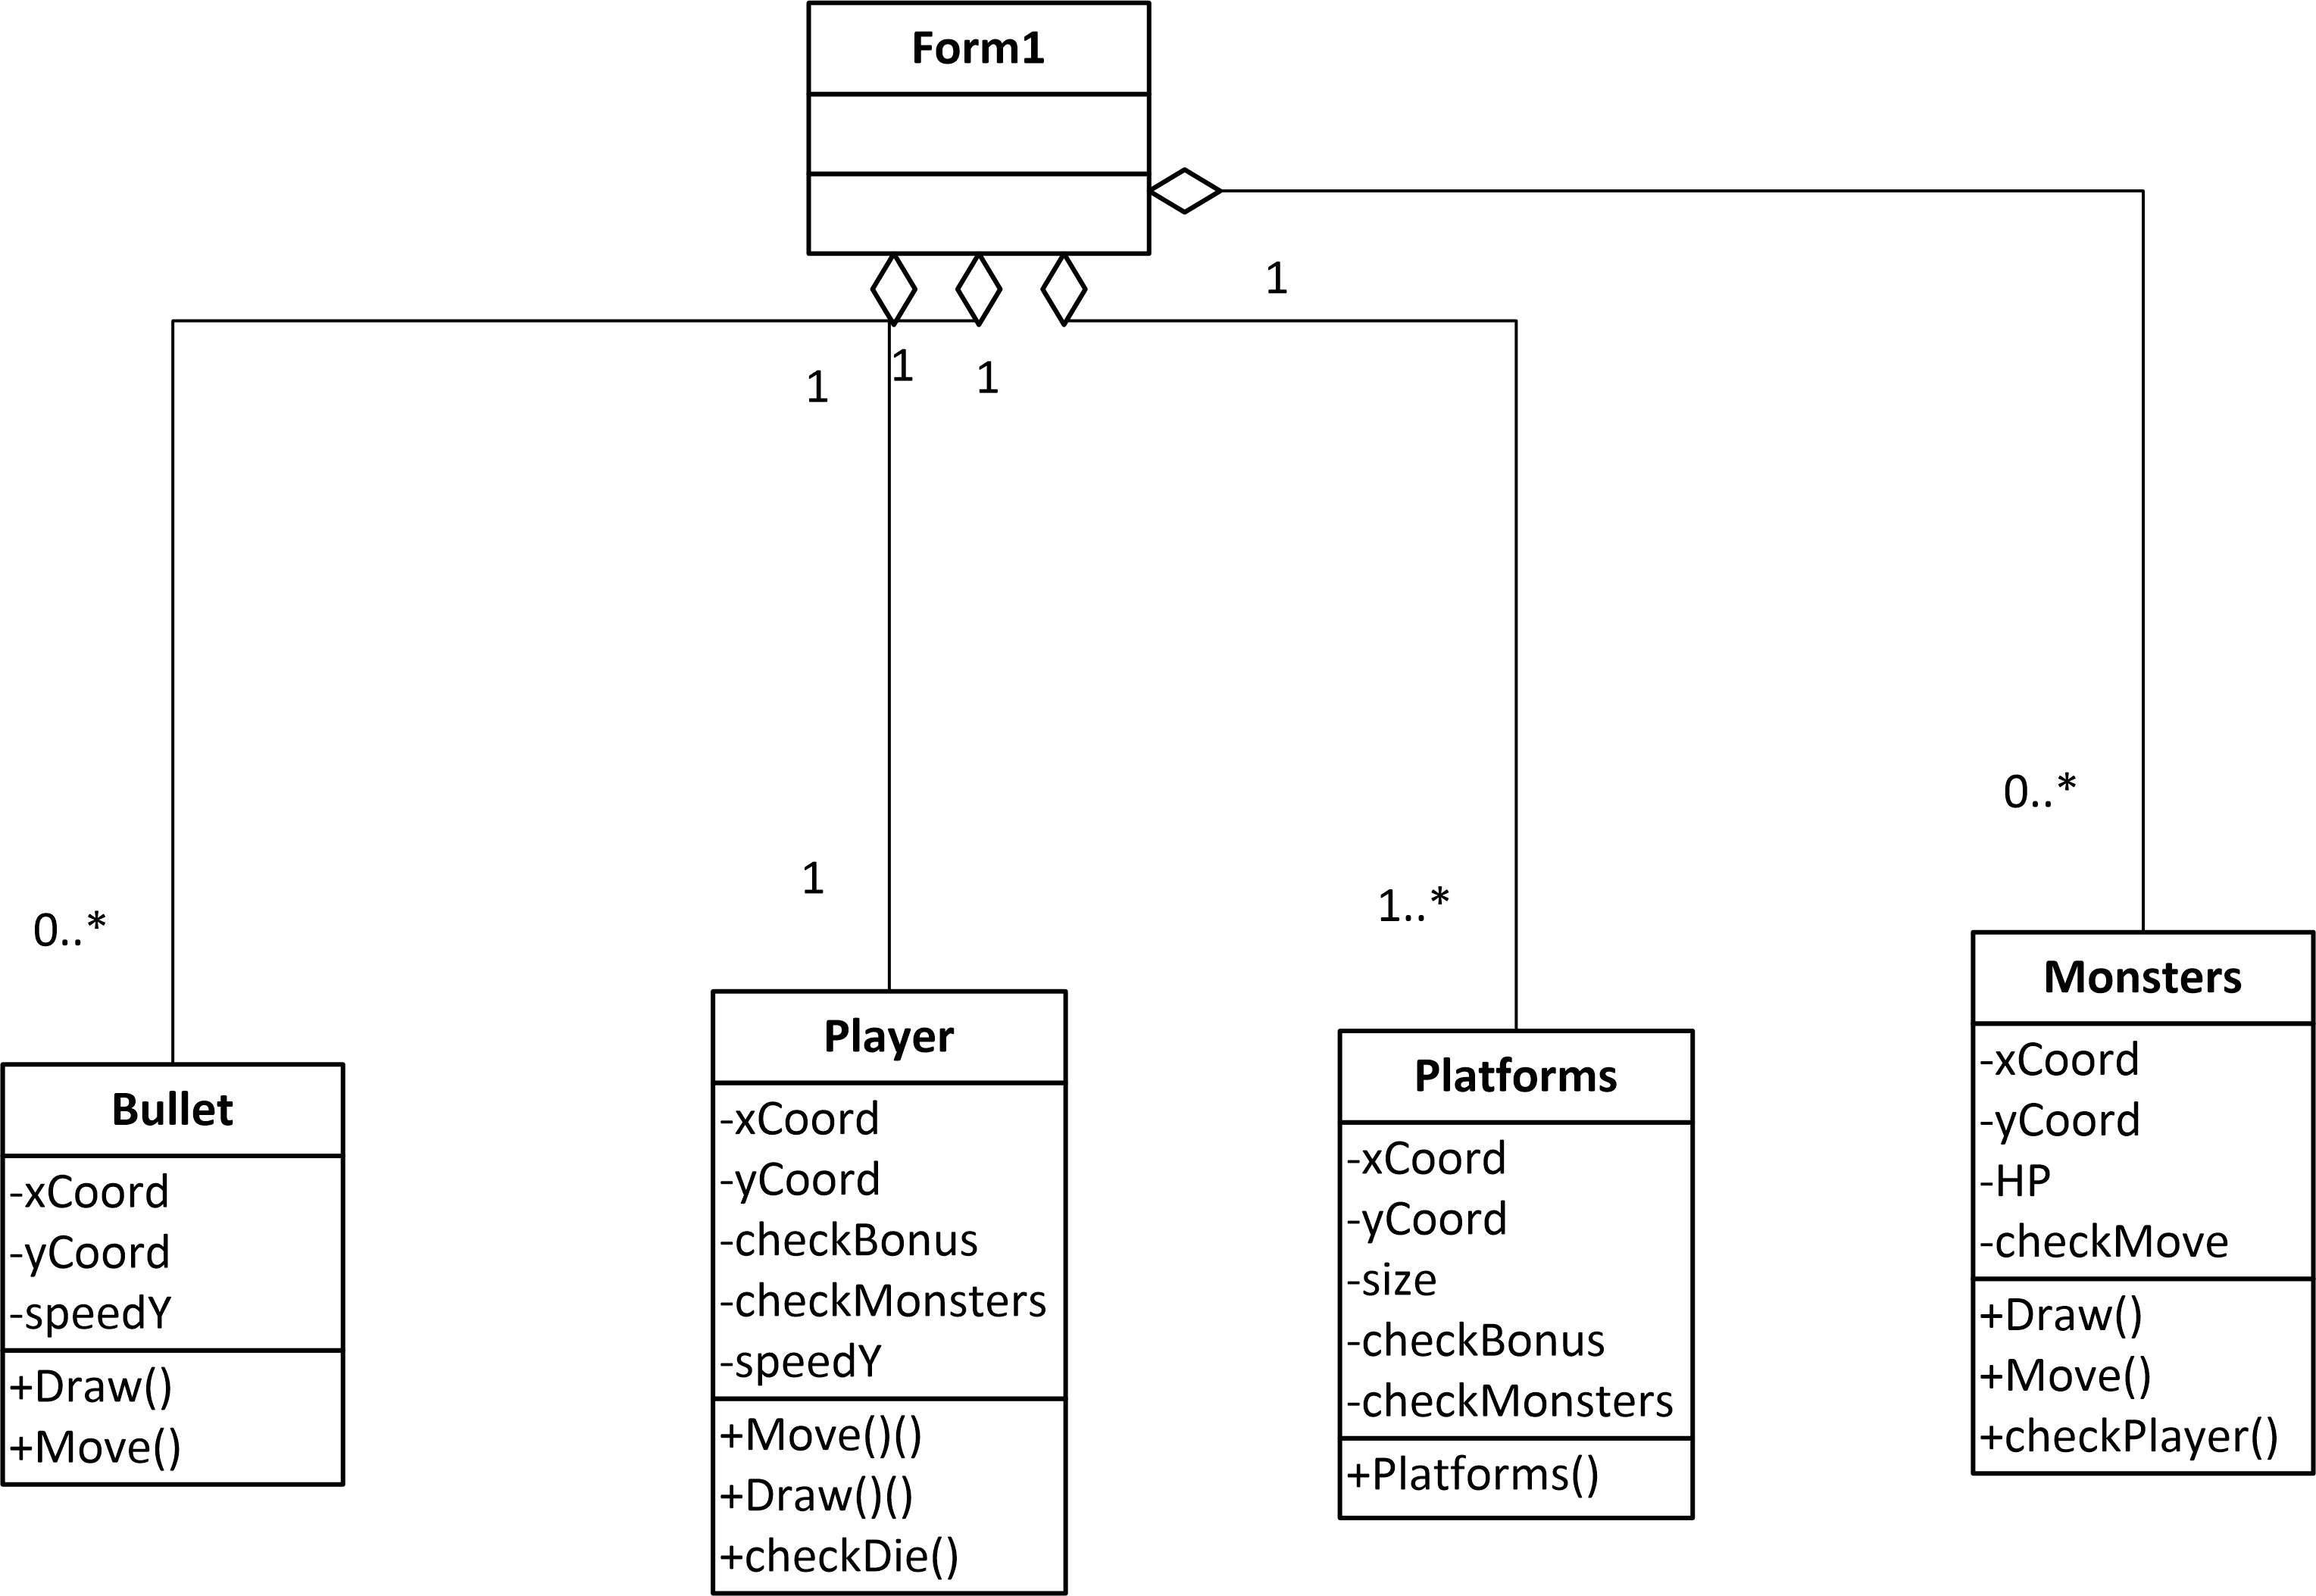 Form1
1
1
1
1
0..*
1
1..*
0..*
Bullet
-xCoord
-yCoord
-speedY
+Draw()
+Move()
Player
-xCoord
-yCoord
-checkBonus
-checkMonsters
-speedY
+Move()()
+Draw()()
+checkDie()
Platforms
-xCoord
-yCoord
-size
-checkBonus
-checkMonsters
+Platforms()
Monsters
-xCoord
-yCoord
-HP
-checkMove
+Draw()
+Move()
+checkPlayer()